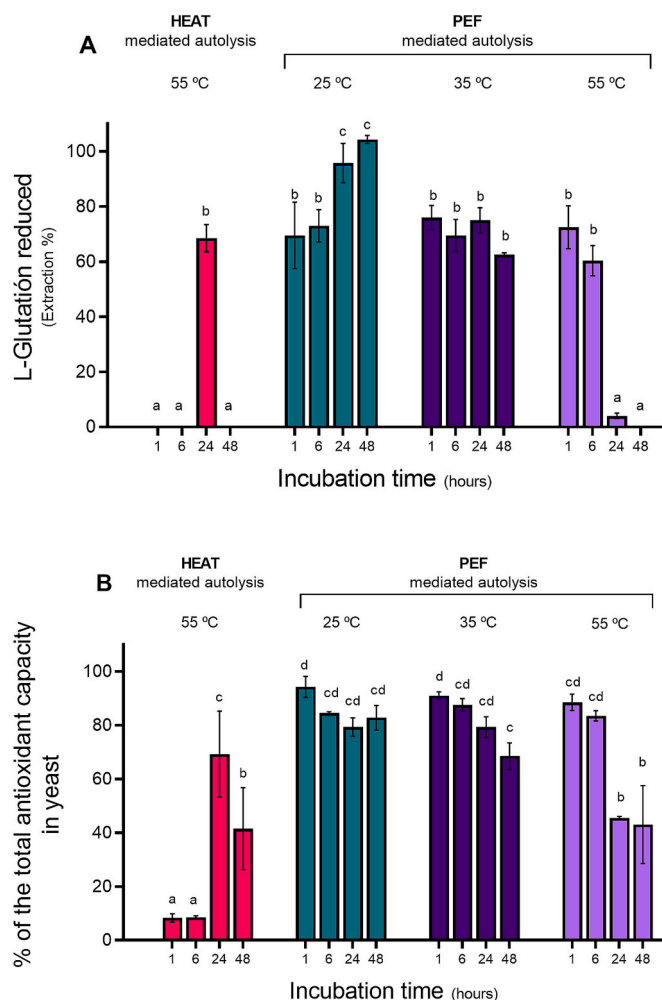 A
HEAT
mediated autolysis
PEF
mediated autolysis
55 ºC
25 ºC
35 ºC
55 ºC
L-Glutatión reduced
(Extraction %)
100
80
60
40
20
0
a a b a
b b c c
b b b b
b b a a
1 6 24 48
1 6 24 48
1 6 24 48
1 6 24 48
Incubation time (hours)
B
HEAT
mediated autolysis
PEF
mediated autolysis
55 ºC
25 ºC
35 ºC
55 ºC
% of the total antioxidant capacity
in yeast
100
80
60
40
20
0
a a c b
d cd cd cd
d cd cd c
cd cd b b
1 6 24 48
1 6 24 48
1 6 24 48
1 6 24 48
Incubation time (hours)